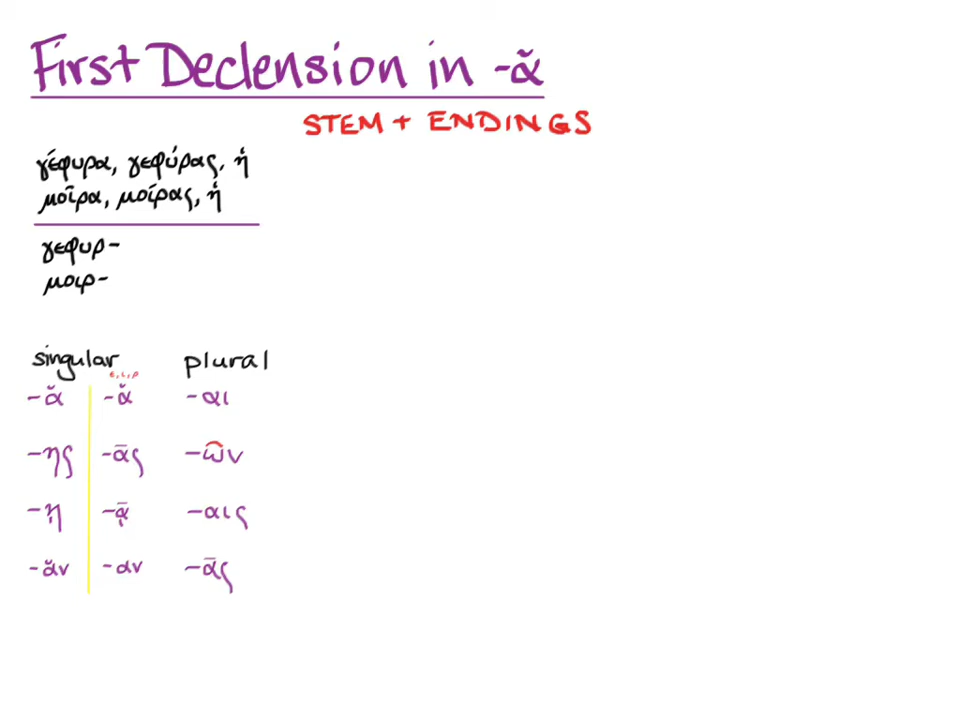 First Declension in -ᾰ
STEM + ENDINGS
γέφυρα, γεφύρας, ἡ
μοῖρα, μοίρας, ἡ
γεφυρ-
μοιρ-
singular plural
ε, ι, ρ
-ᾰ -ᾰ -αι
-ης -ᾱς -ῶν
-ῃ -ᾱͅ -αις
-ᾰν -αν -ᾱς